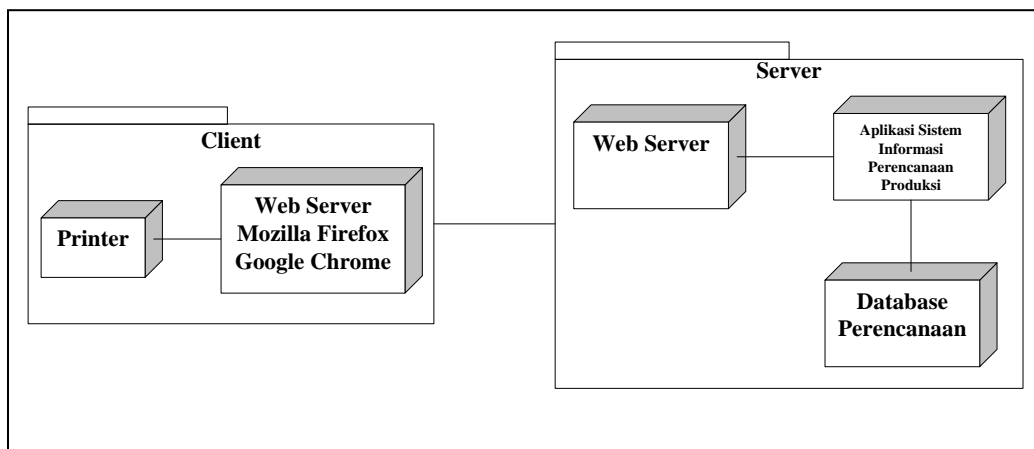 Client
Printer
Web Server
Mozilla Firefox
Google Chrome
Server
Web Server
Aplikasi Sistem
Informasi
Perencanaan
Produksi
Database
Perencanaan